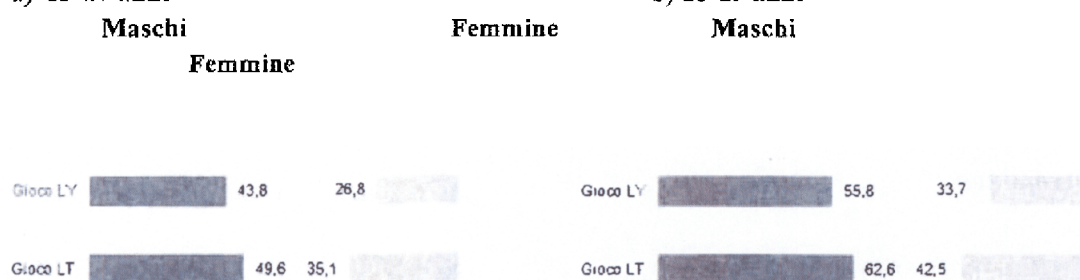 Maschi Femmine Maschi
Femmine
Gioco LY 43,8 26,8 Gioco LY 55,8 33,7
Gioco LT 49,6 35,1 Gioco LT 62,6 42,5